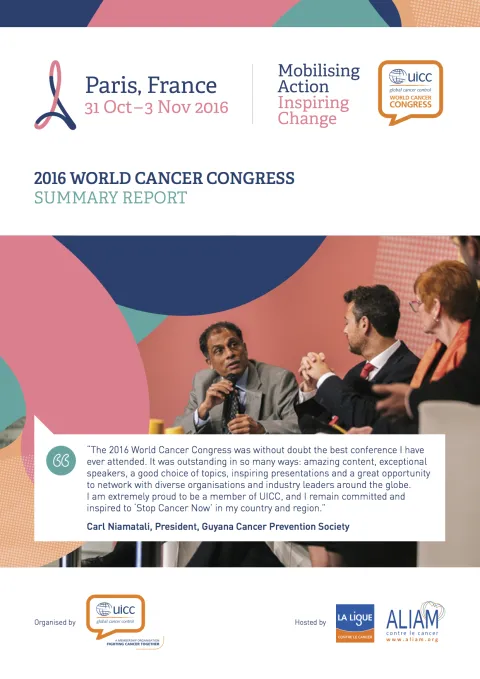 Paris, France
31 Oct–3 Nov 2016
Mobilising
Action
Inspiring
Change
uicc
global cancer control
WORLD CANCER
CONGRESS
2016 WORLD CANCER CONGRESS
SUMMARY REPORT
“The 2016 World Cancer Congress was without doubt the best conference I have
ever attended. It was outstanding in so many ways: amazing content, exceptional
speakers, a good choice of topics, inspiring presentations and a great opportunity
to network with diverse organisations and industry leaders around the globe.
I am extremely proud to be a member of UICC, and I remain committed and
inspired to ‘Stop Cancer Now’ in my country and region.”
Carl Niamatali, President, Guyana Cancer Prevention Society
Organised by
uicc
global cancer control
A MEMBERSHIP ORGANISATION
FIGHTING CANCER TOGETHER
Hosted by
LA LIGUE
CONTRE LE CANCER
ALIAM
contre le cancer
www.aliam.org